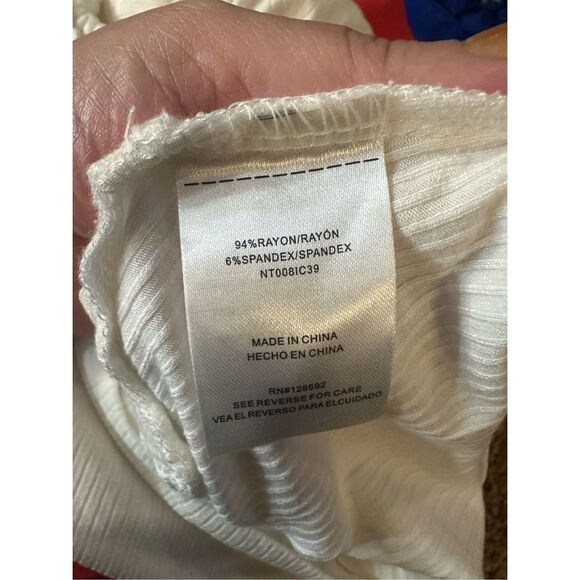 94%RAYON/RAYÓN
6%SPANDEX/SPANDEX
NT008IC39
MADE IN CHINA
HECHO EN CHINA
RN#128692
SEE REVERSE FOR CARE
VEA EL REVERSO PARA ELCUIDADO